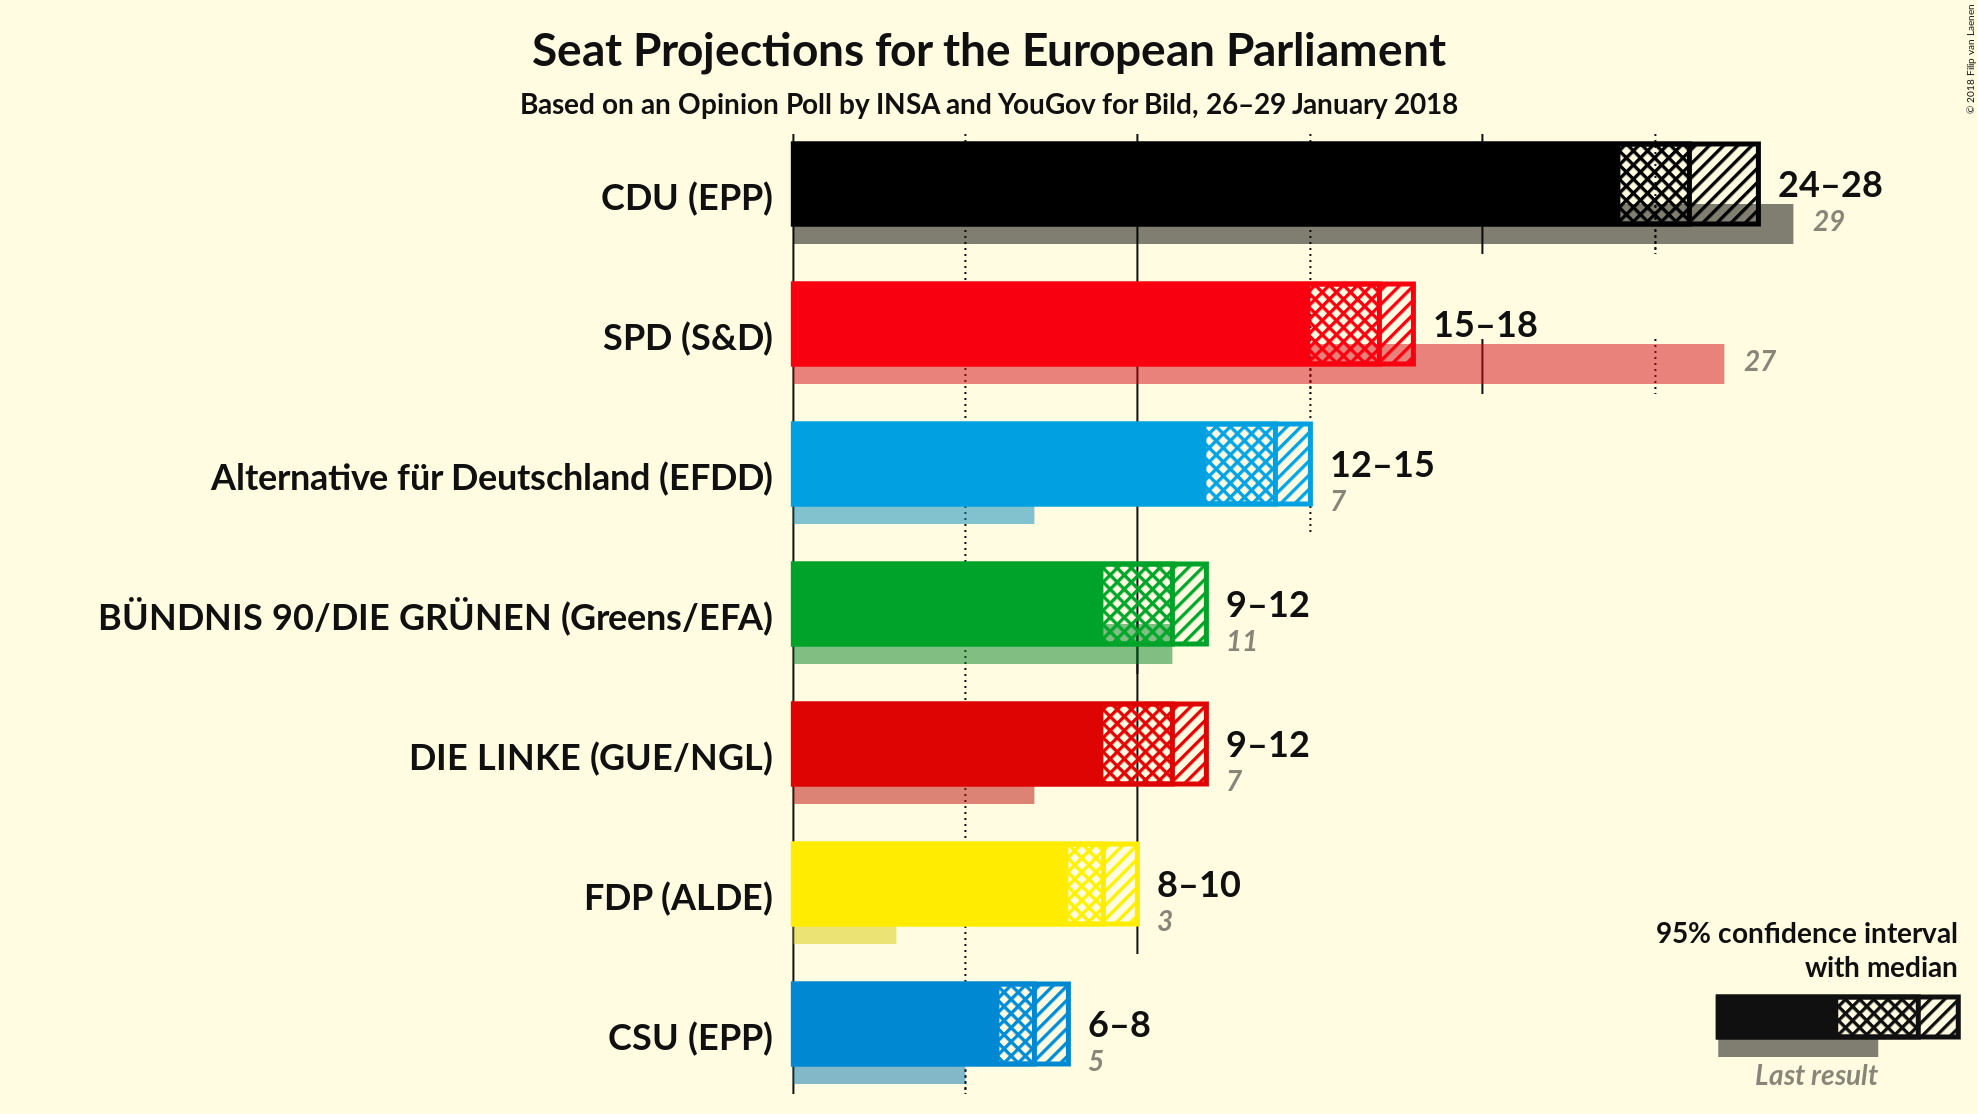 Seat Projections for the European Parliament
Based on an Opinion Poll by INSA and YouGov for Bild, 26–29 January 2018
© 2018 Filip van Laenen
CDU (EPP)
24–28
29
SPD (S&D)
15–18
27
Alternative für Deutschland (EFDD)
12–15
7
BÜNDNIS 90/DIE GRÜNEN (Greens/EFA)
9–12
11
DIE LINKE (GUE/NGL)
9–12
7
FDP (ALDE)
8–10
3
CSU (EPP)
6–8
5
95% confidence interval
with median
Last result